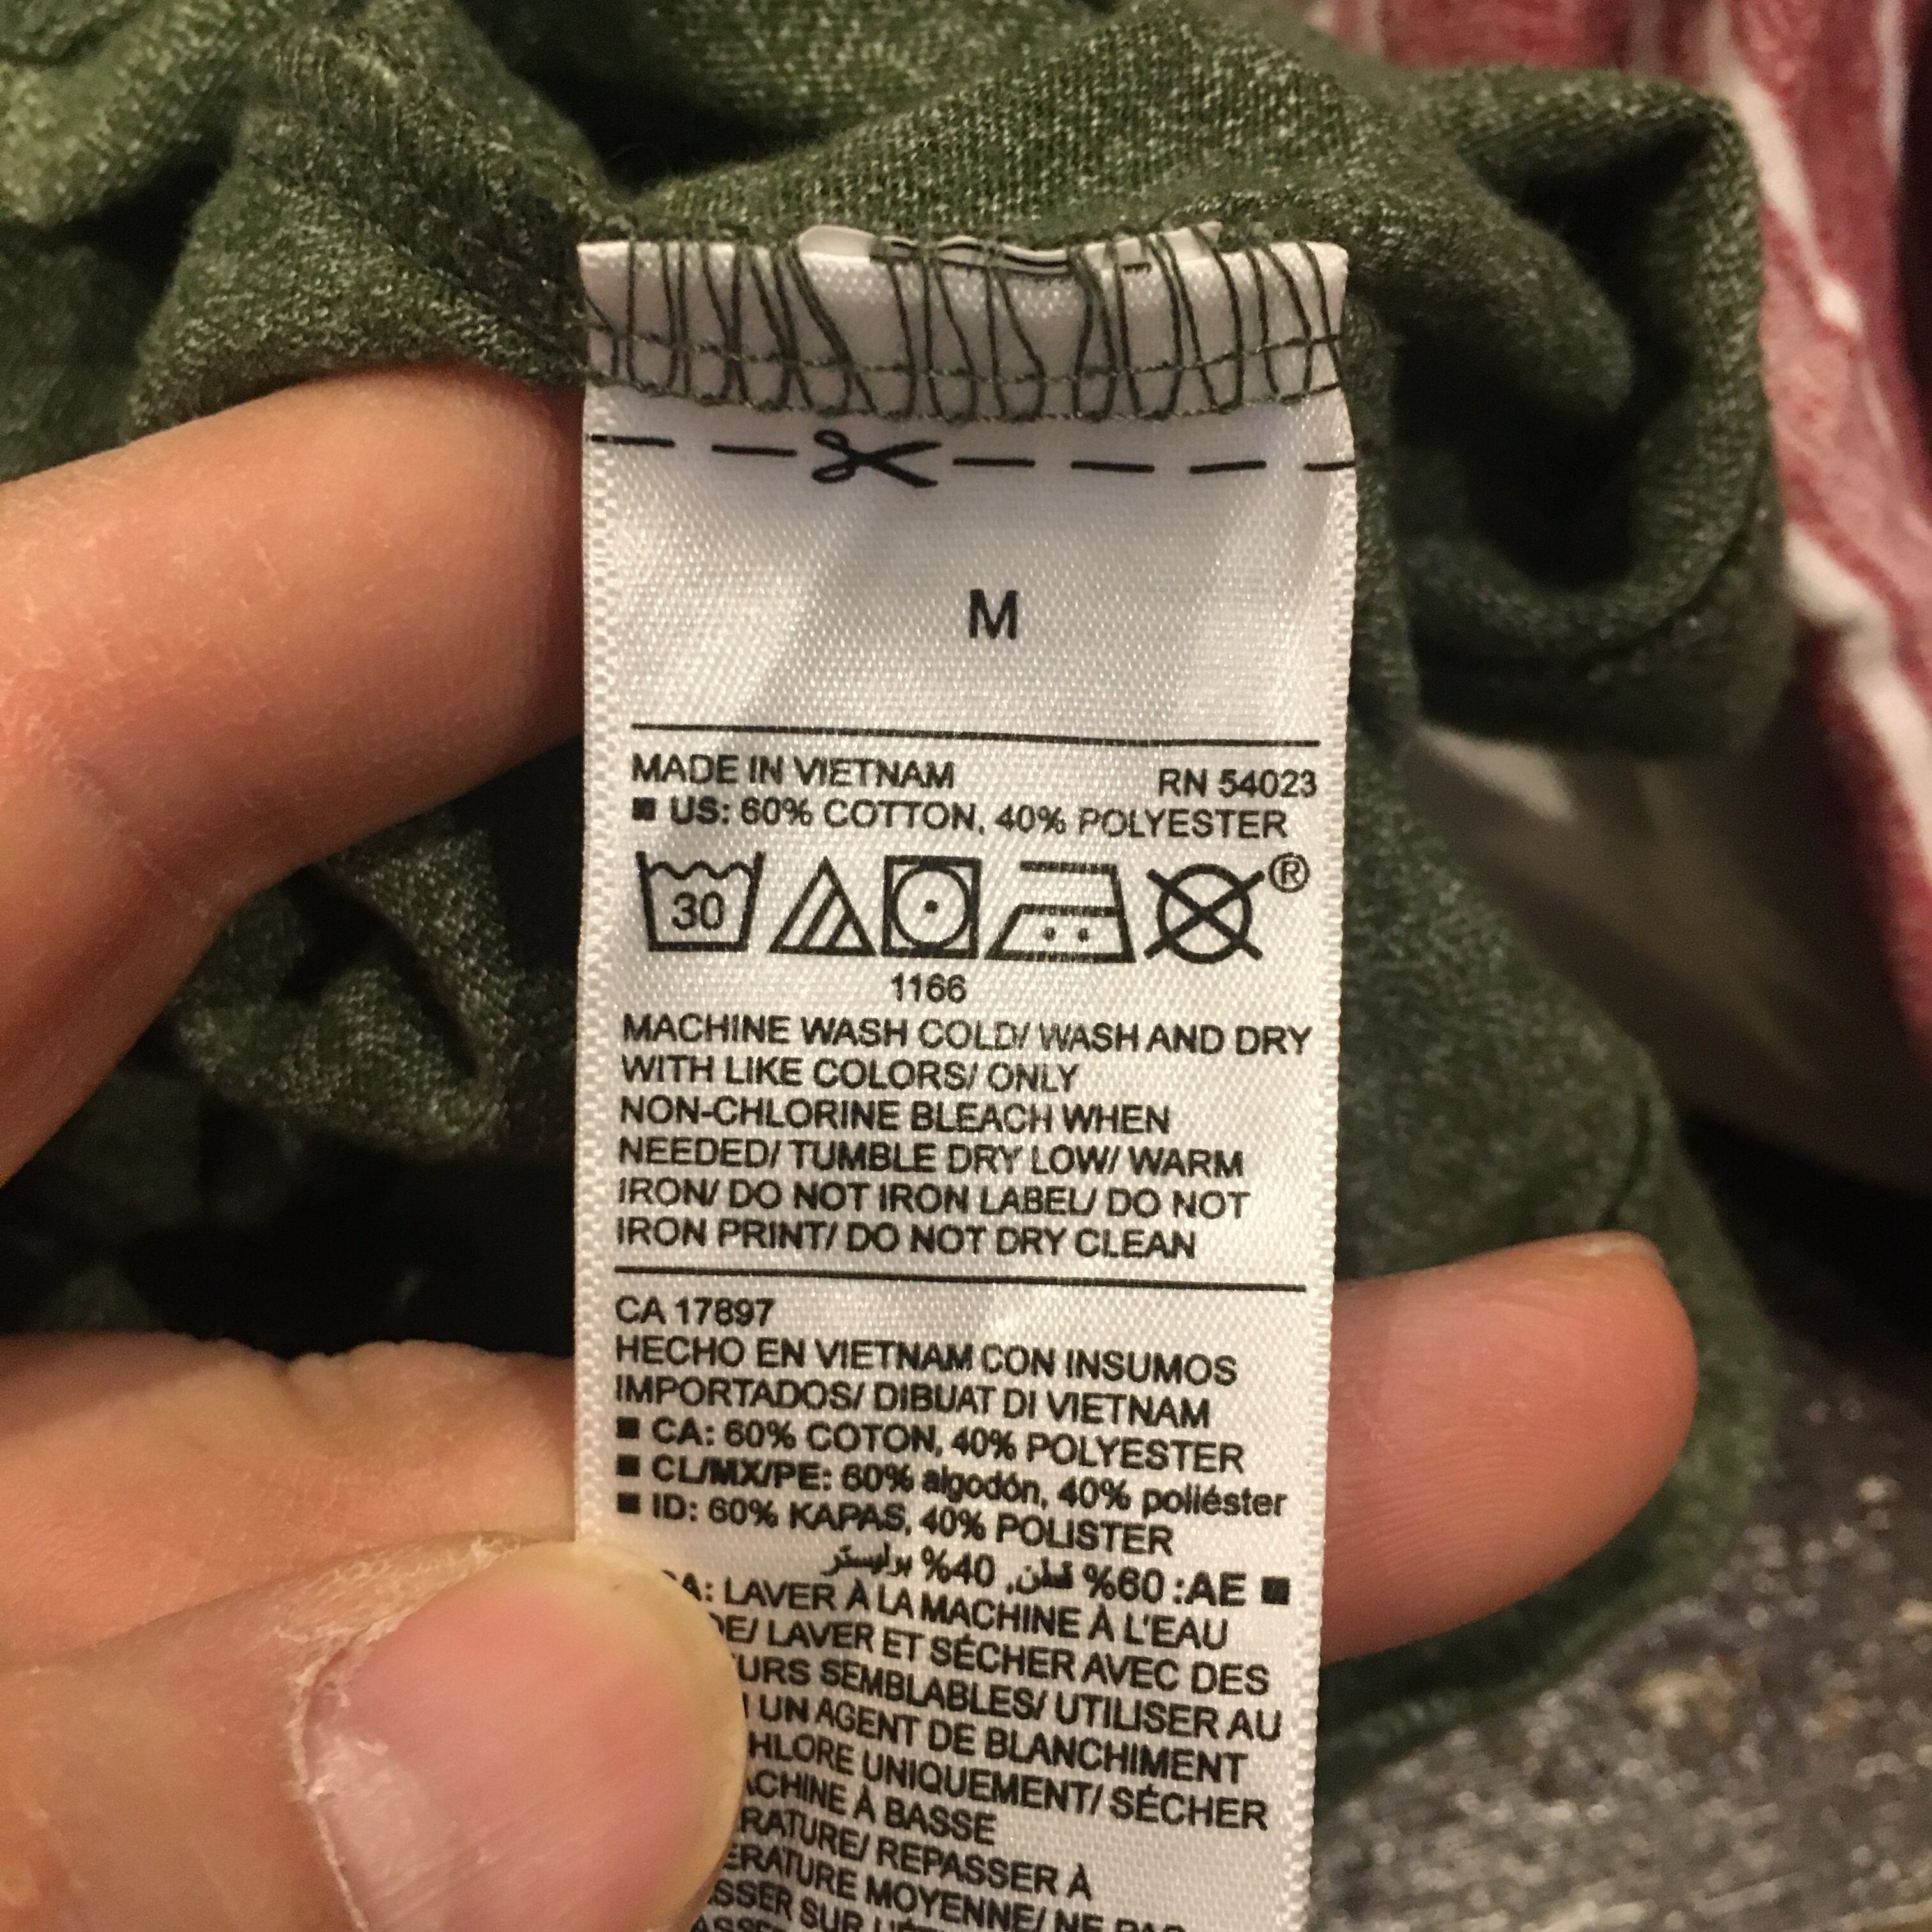 M
MADE IN VIETNAM RN 54023
■ US: 60% COTTON, 40% POLYESTER
30 ®
1166
MACHINE WASH COLD/ WASH AND DRY
WITH LIKE COLORS/ ONLY
NON-CHLORINE BLEACH WHEN
NEEDED/ TUMBLE DRY LOW/ WARM
IRON/ DO NOT IRON LABEL/ DO NOT
IRON PRINT/ DO NOT DRY CLEAN
CA 17897
HECHO EN VIETNAM CON INSUMOS
IMPORTADOS/ DIBUAT DI VIETNAM
■ CA: 60% COTON, 40% POLYESTER
■ CL/MX/PE: 60% algodón, 40% poliéster
■ ID: 60% KAPAS, 40% POLISTER
■ AE: 60% قطن, 40% بوليستر
LAVER À LA MACHINE À L'EAU
LAVER ET SÉCHER AVEC DES
SEMBLABLES/ UTILISER AU
UN AGENT DE BLANCHIMENT
UNIQUEMENT/ SÉCHER
À BASSE
REPASSER À
MOYENNE/ NE PAS
SUR